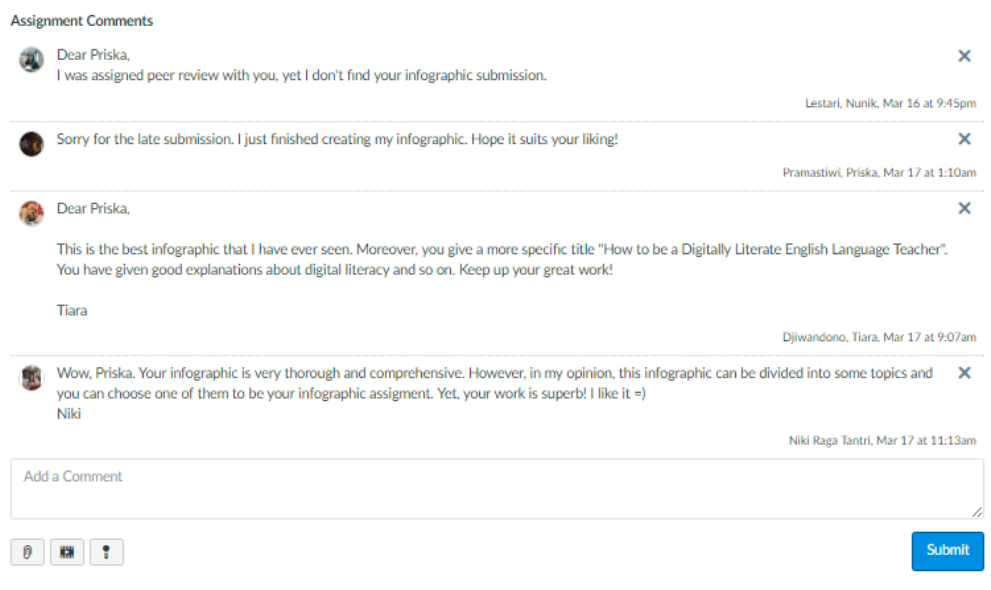 Assignment Comments
Dear Priska,
I was assigned peer review with you, yet I don't find your infographic submission.
Lestari, Nunik, Mar 16 at 9:45pm
Sorry for the late submission. I just finished creating my infographic. Hope it suits your liking!
Pramastiwi, Priska, Mar 17 at 1:10am
Dear Priska,
This is the best infographic that I have ever seen. Moreover, you give a more specific title "How to be a Digitally Literate English Language Teacher".
You have given good explanations about digital literacy and so on. Keep up your great work!
Tiara
Djiwandono, Tiara, Mar 17 at 9:07am
Wow, Priska. Your infographic is very thorough and comprehensive. However, in my opinion, this infographic can be divided into some topics and
you can choose one of them to be your infographic assigment. Yet, your work is superb! I like it =)
Niki
Niki Raga Tantri, Mar 17 at 11:13am
Add a Comment
Submit